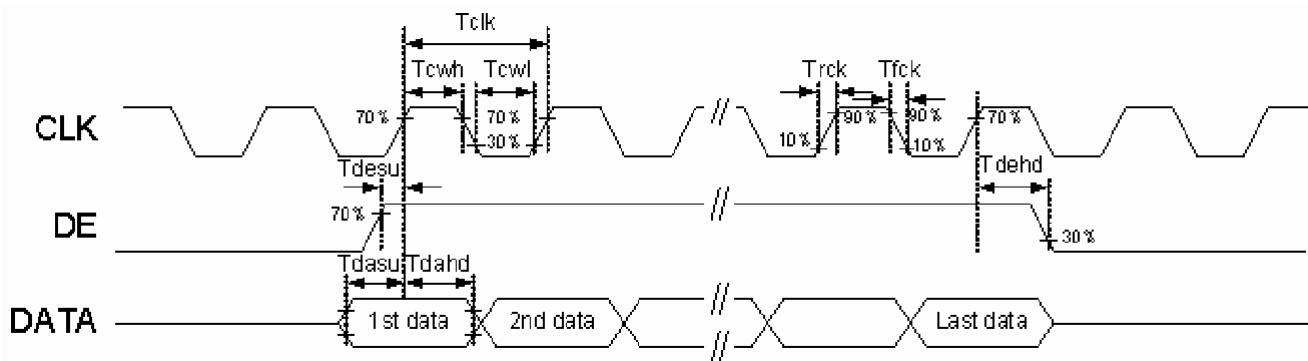 Tclk
Tcwh Tcwl Trck Tfck
CLK 70% 70% 30% 10% 90% 90% 10% 70%
Tdesu Tdehd
DE 70% 30%
Tdasu Tdahd
DATA 1st data 2nd data Last data
// // // //